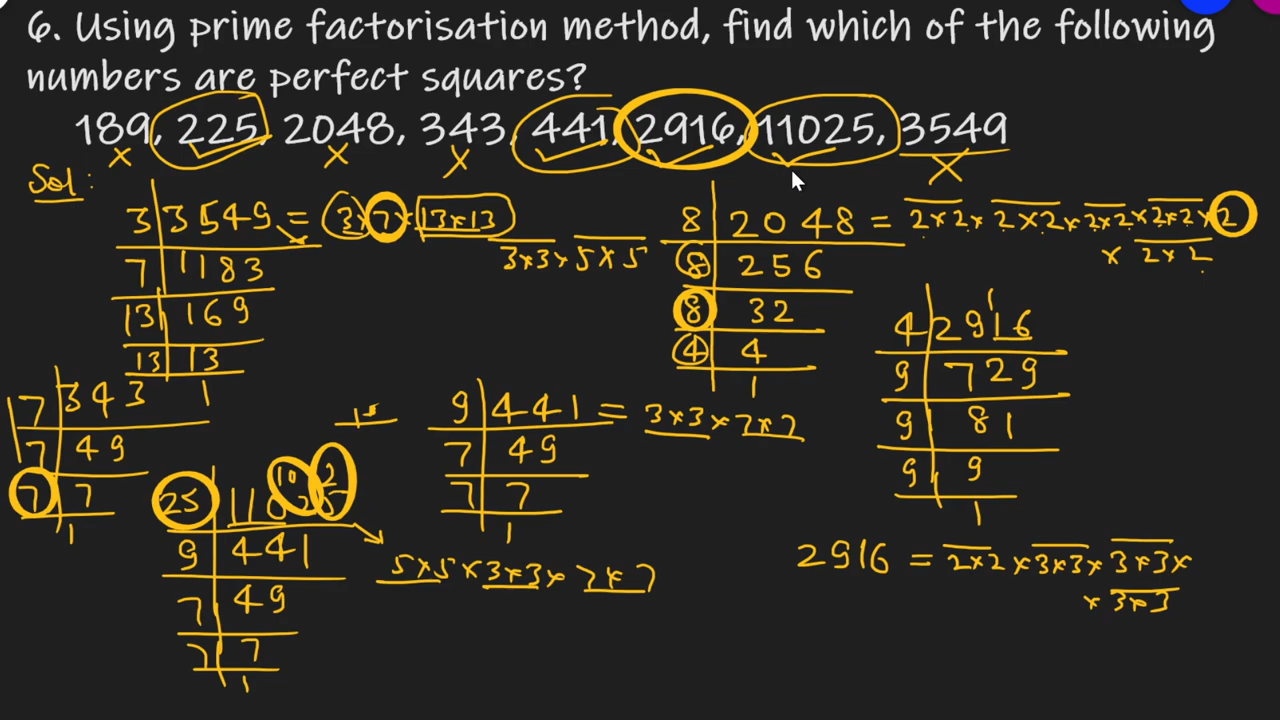 6. Using prime factorisation method, find which of the following
numbers are perfect squares?
189, 225, 2048, 343, 441, 2916, 11025, 3549
Sol :
3 | 3549 = 3×7×13×13
7 | 1183
13 | 169
13 | 13
1
3×3×5×5
8 | 2048 = 2×2× 2×2× 2×2× 2×2× 2
× 2×2
8 | 256
8 | 32
4 | 4
1
4 | 2916
9 | 729
9 | 81
9 | 9
1
7 | 343
7 | 49
7 | 7
1
9 | 441 = 3×3×7×7
7 | 49
7 | 7
1
25 | 11025
9 | 441
7 | 49
7 | 7
1
5×5×3×3×7×7
2916 = 2×2×3×3×3×3×
×3×3